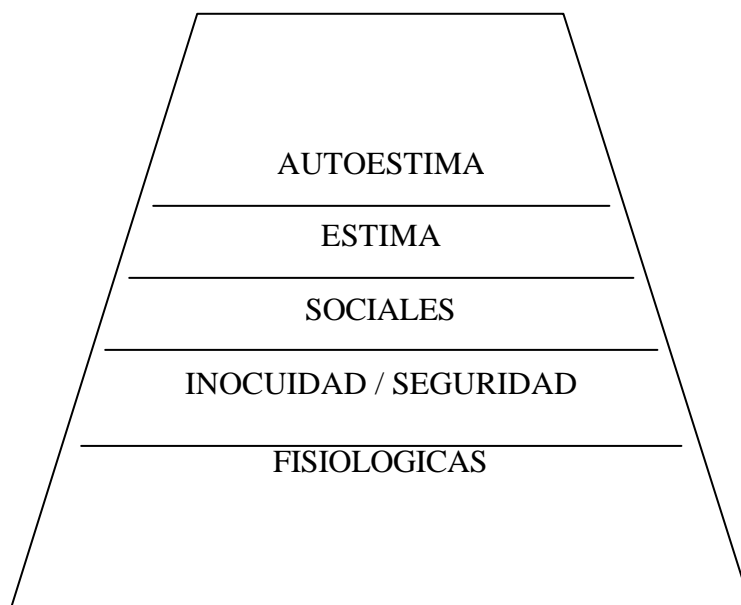 AUTOESTIMA
ESTIMA
SOCIALES
INOCUIDAD / SEGURIDAD
FISIOLOGICAS